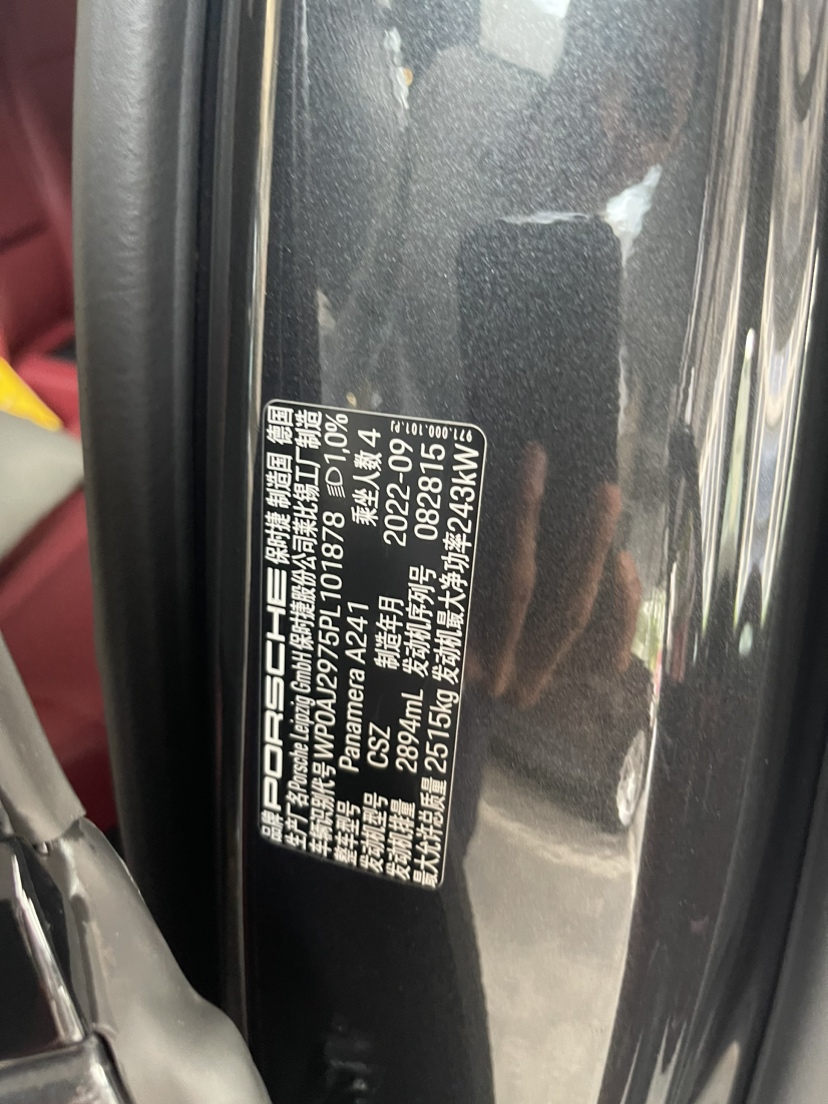 品牌 PORSCHE 保时捷 制造国 德国
生产厂名 Porsche Leipzig GmbH 保时捷股份公司莱比锡工厂制造
车辆识别代号 WP0AJ2975PL101878 1,0%
整车型号 Panamera A241 乘坐人数 4
发动机型号 CSZ 制造年月 2022-09
发动机排量 2894mL 发动机序列号 082815
最大允许总质量 2515kg 发动机最大净功率 243kW
971.000.101.PJ